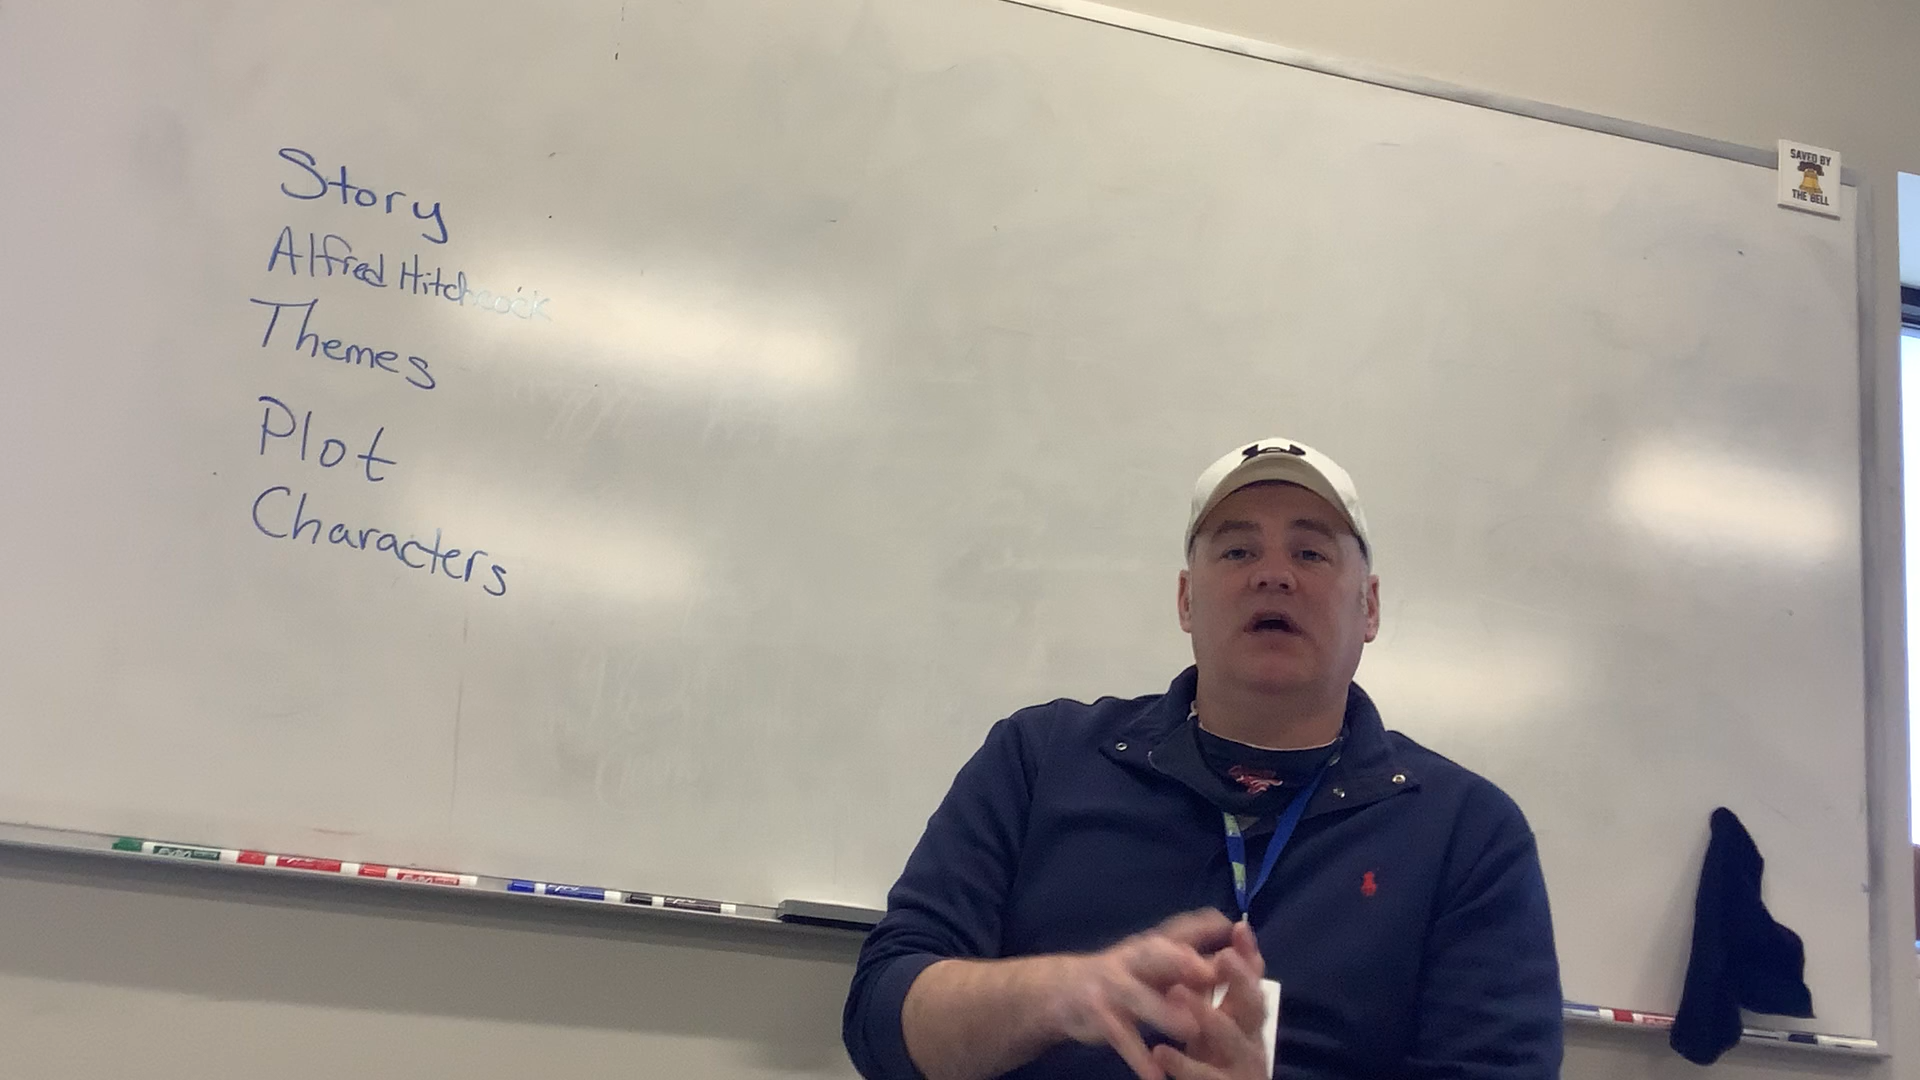 Story
Alfred Hitchcock
Themes
Plot
Characters
SAVED BY
THE BELL